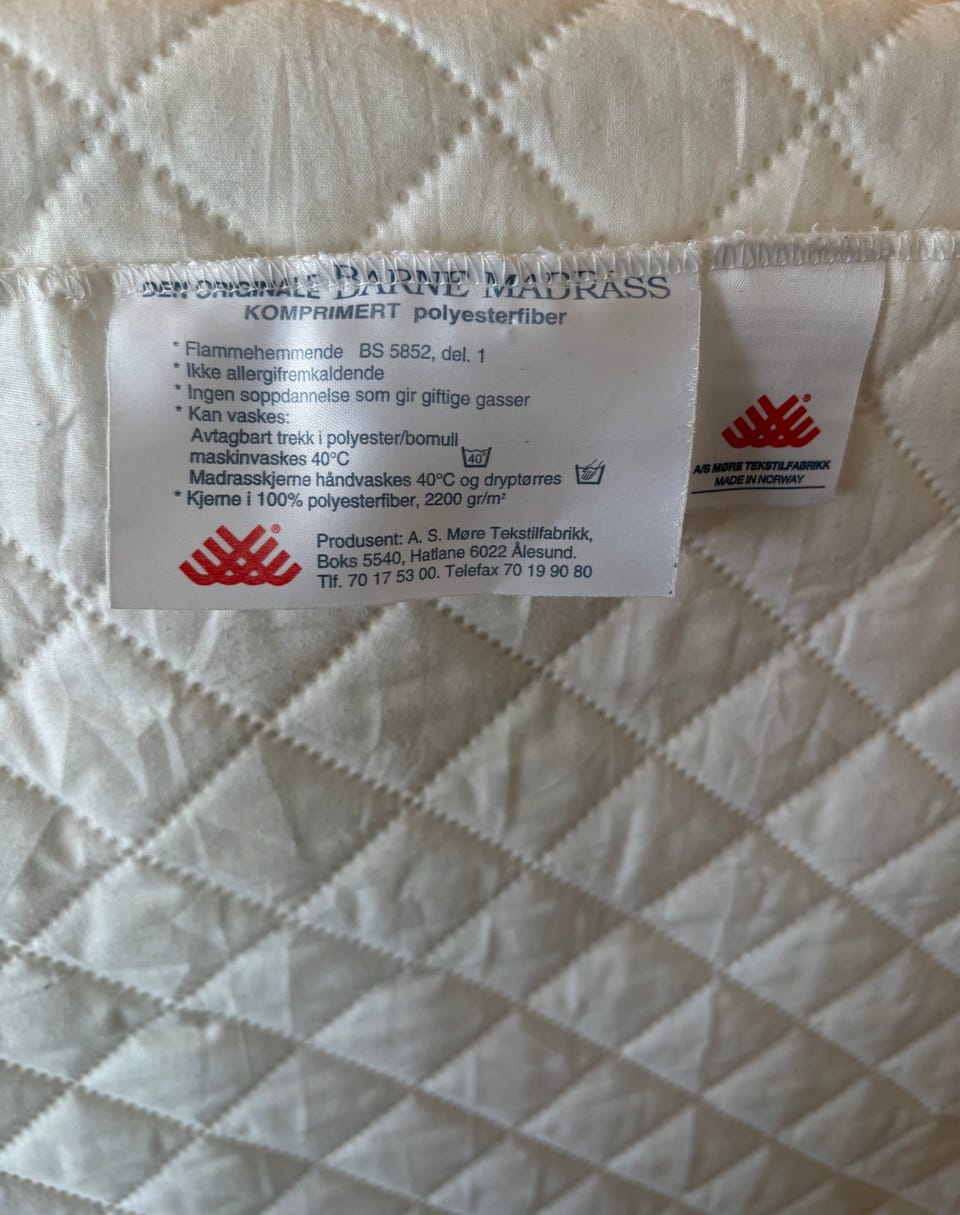 DEN ORIGINALE BARNE MADRASS
KOMPRIMERT polyesterfiber
* Flammehemmende BS 5852, del. 1
* Ikke allergifremkaldende
* Ingen soppdannelse som gir giftige gasser
* Kan vaskes:
Avtagbart trekk i polyester/bomull
maskinvaskes 40°C 40°
Madrasskjerne håndvaskes 40°C og dryptørres
* Kjerne i 100% polyesterfiber, 2200 gr/m²
® Produsent: A. S. Møre Tekstilfabrikk,
Boks 5540, Hatlane 6022 Ålesund.
Tlf. 70 17 53 00. Telefax 70 19 90 80
®
A/S MØRE TEKSTILFABRIKK
MADE IN NORWAY